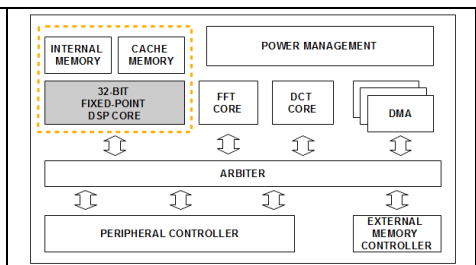 INTERNAL
MEMORY
CACHE
MEMORY
POWER MANAGEMENT
32-BIT
FIXED-POINT
DSP CORE
FFT
CORE
DCT
CORE
DMA
ARBITER
PERIPHERAL CONTROLLER
EXTERNAL
MEMORY
CONTROLLER